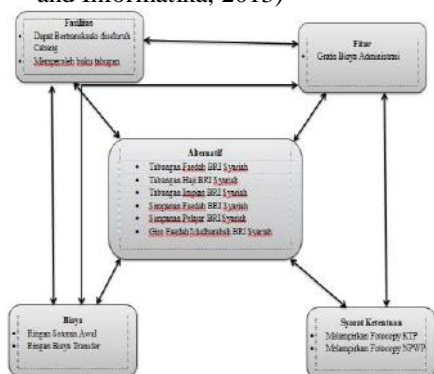 and Informatika, 2013)
Fasilitas
Dapat Bertransaksi diseluruh
Cabang
Memperoleh buku tabungan
Fitur
Gratis Biaya Administrasi
Alternatif
Tabungan Faedah BRI Syariah
Tabungan Haji BRI Syariah
Tabungan Impian BRI Syariah
Simpanan Faedah BRI Syariah
Simpanan Pelajar BRI Syariah
Giro Faedah Mudharabah BRI Syariah
Biaya
Ringan Setoran Awal
Ringan Biaya Transfer
Syarat Ketentuan
Melampirkan Fotocopy KTP
Melampirkan Fotocopy NPWP